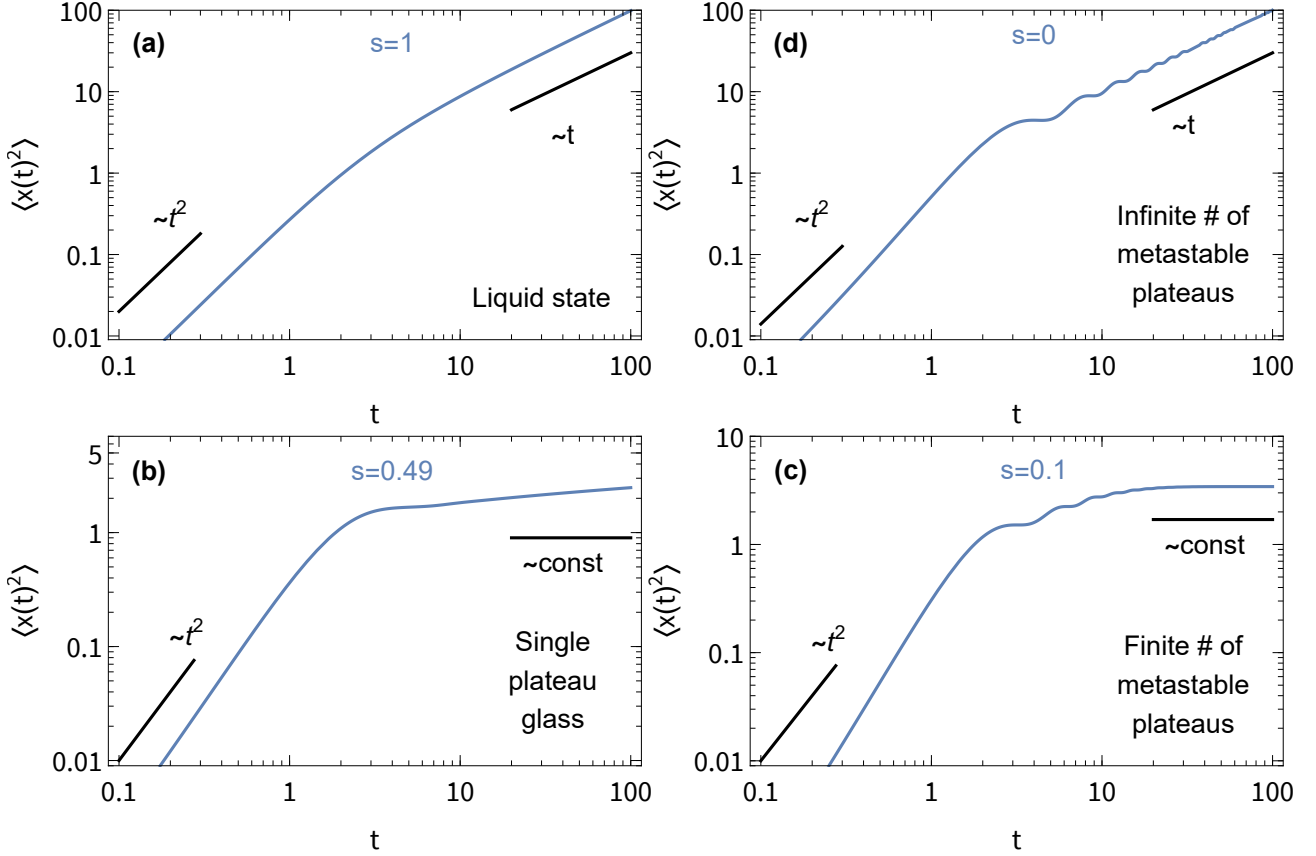 (a)
s=1
100
10
1
0.1
0.01
⟨x(t)²⟩
~t²
~t
Liquid state
0.1
1
10
100
t
(d)
s=0
100
10
1
0.1
0.01
⟨x(t)²⟩
~t²
~t
Infinite # of
metastable
plateaus
0.1
1
10
100
t
(b)
s=0.49
5
1
0.1
0.01
⟨x(t)²⟩
~t²
~const
Single
plateau
glass
0.1
1
10
100
t
(c)
s=0.1
10
1
0.1
0.01
⟨x(t)²⟩
~t²
~const
Finite # of
metastable
plateaus
0.1
1
10
100
t